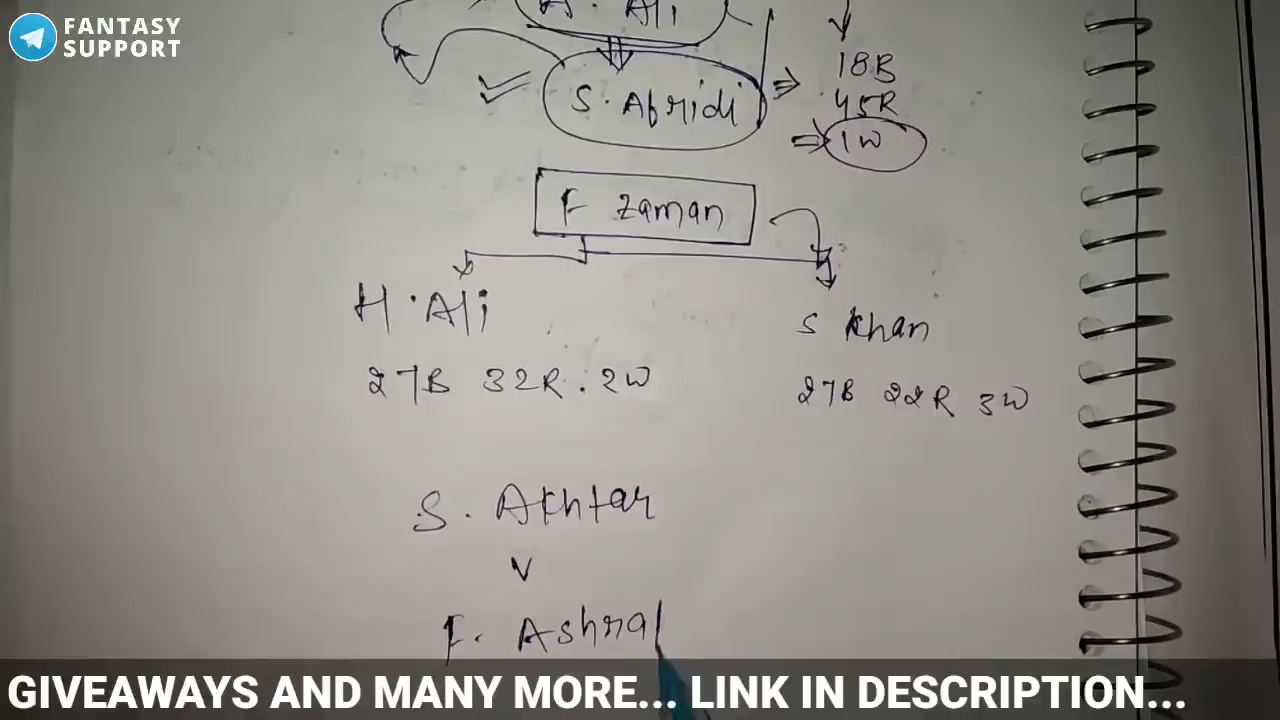 FANTASY
SUPPORT
A. Ali
18B
S. Afridi
45R
1W
F Zaman
H. Ali
S Khan
27B 32R. 2W
27B 22R 3W
S. Akhtar
V
F. Ashraf
GIVEAWAYS AND MANY MORE... LINK IN DESCRIPTION...